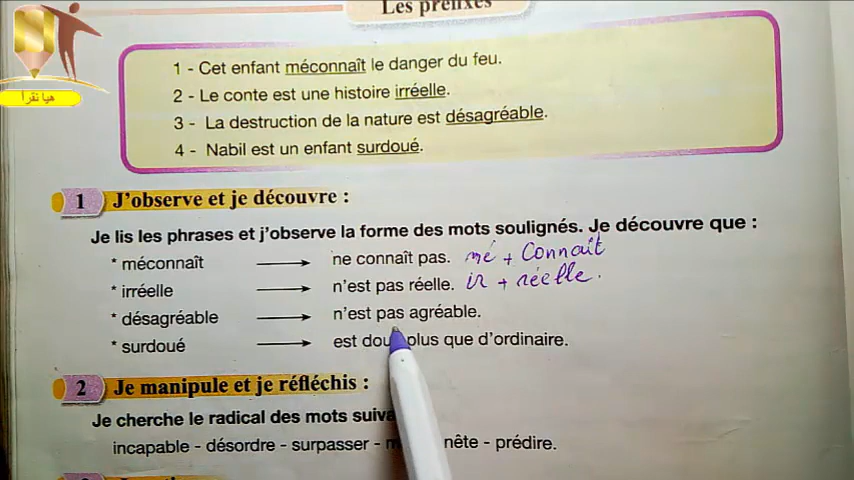 Les préfixes
هيا نقرأ
1 - Cet enfant méconnaît le danger du feu.
2 - Le conte est une histoire irréelle.
3 - La destruction de la nature est désagréable.
4 - Nabil est un enfant surdoué.
1 J'observe et je découvre :
Je lis les phrases et j'observe la forme des mots soulignés. Je découvre que :
* méconnaît → ne connaît pas. mé + Connaît
* irréelle → n'est pas réelle. ir + réelle.
* désagréable → n'est pas agréable.
* surdoué → est plus que d'ordinaire.
2 Je manipule et je réfléchis :
Je cherche le radical des mots
incapable - désordre - surpasser - - prédire.